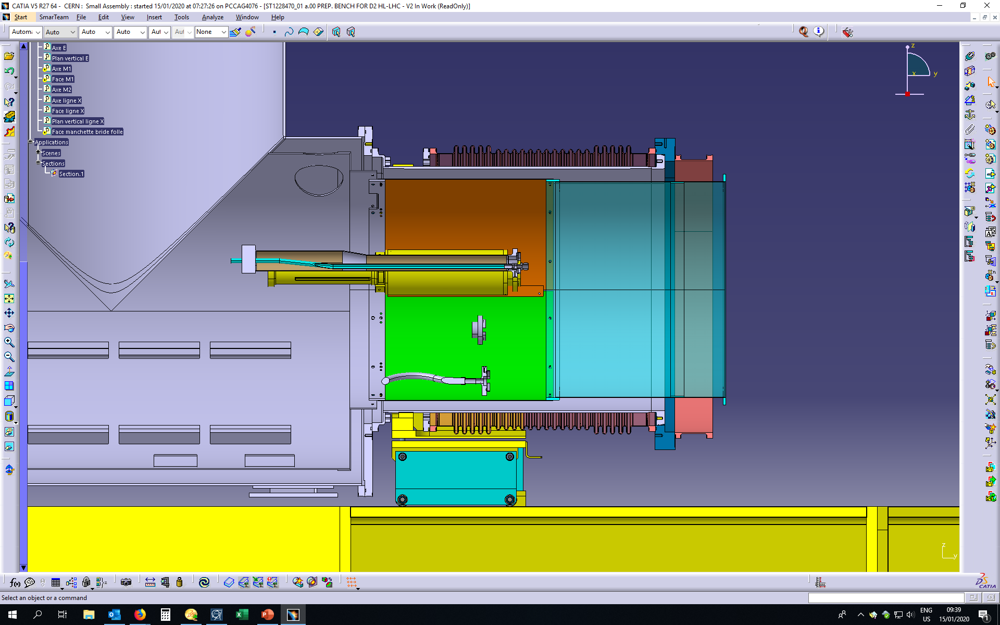 CATIA V5 R27 64 - CERN : Small Assembly : started 15/01/2020 at 07:27:26 on PCCAG4076 - [ST1228470_01 a.00 PREP. BENCH FOR D2 HL-LHC - V2 In Work (ReadOnly)]
Start SmarTeam File Edit View Insert Tools Analyze Window Help
Automa Auto Auto Auto Aut Aut None
Axe E
Plan vertical E
Axe M1
Face M1
Axe M2
Axe ligne X
Face ligne X
Plan vertical ligne X
Face manchette bride folle
Applications
Scenes
Sections
Section.1
z
x y
z
y
CATIA
Select an object or a command
ENG 09:39
US 15/01/2020
1